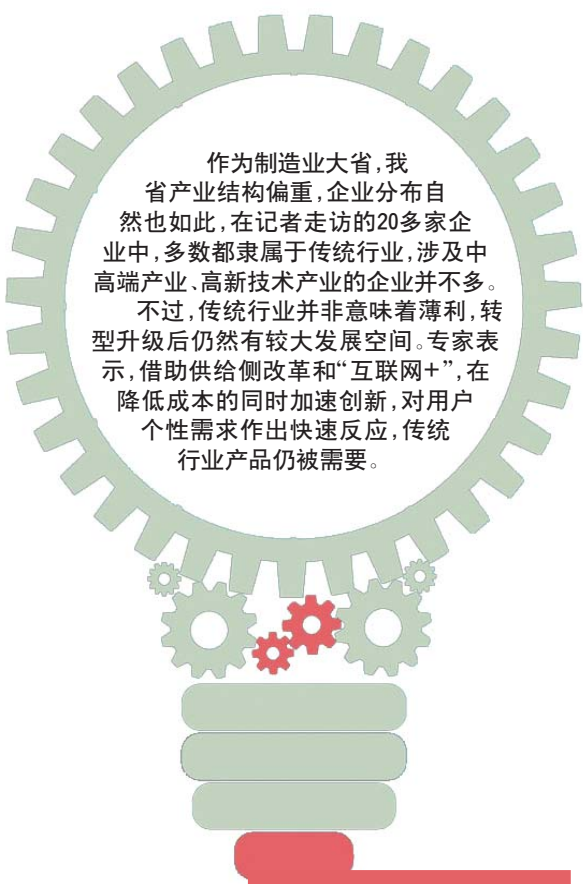 作为制造业大省,我
省产业结构偏重,企业分布自
然也如此,在记者走访的20多家企
业中,多数都隶属于传统行业,涉及中
高端产业、高新技术产业的企业并不多。
不过,传统行业并非意味着薄利,转
型升级后仍然有较大发展空间。专家表
示,借助供给侧改革和“互联网+”,在
降低成本的同时加速创新,对用户
个性需求作出快速反应,传统
行业产品仍被需要。